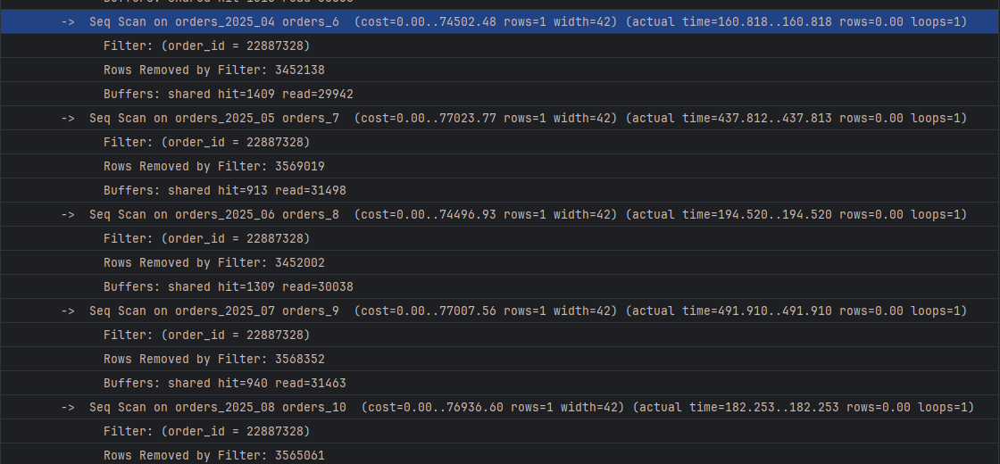 -> Seq Scan on orders_2025_04 orders_6 (cost=0.00..74502.48 rows=1 width=42) (actual time=160.818..160.818 rows=0.00 loops=1)
Filter: (order_id = 22887328)
Rows Removed by Filter: 3452138
Buffers: shared hit=1409 read=29942
-> Seq Scan on orders_2025_05 orders_7 (cost=0.00..77023.77 rows=1 width=42) (actual time=437.812..437.813 rows=0.00 loops=1)
Filter: (order_id = 22887328)
Rows Removed by Filter: 3569019
Buffers: shared hit=913 read=31498
-> Seq Scan on orders_2025_06 orders_8 (cost=0.00..74496.93 rows=1 width=42) (actual time=194.520..194.520 rows=0.00 loops=1)
Filter: (order_id = 22887328)
Rows Removed by Filter: 3452002
Buffers: shared hit=1309 read=30038
-> Seq Scan on orders_2025_07 orders_9 (cost=0.00..77007.56 rows=1 width=42) (actual time=491.910..491.910 rows=0.00 loops=1)
Filter: (order_id = 22887328)
Rows Removed by Filter: 3568352
Buffers: shared hit=940 read=31463
-> Seq Scan on orders_2025_08 orders_10 (cost=0.00..76936.60 rows=1 width=42) (actual time=182.253..182.253 rows=0.00 loops=1)
Filter: (order_id = 22887328)
Rows Removed by Filter: 3565061